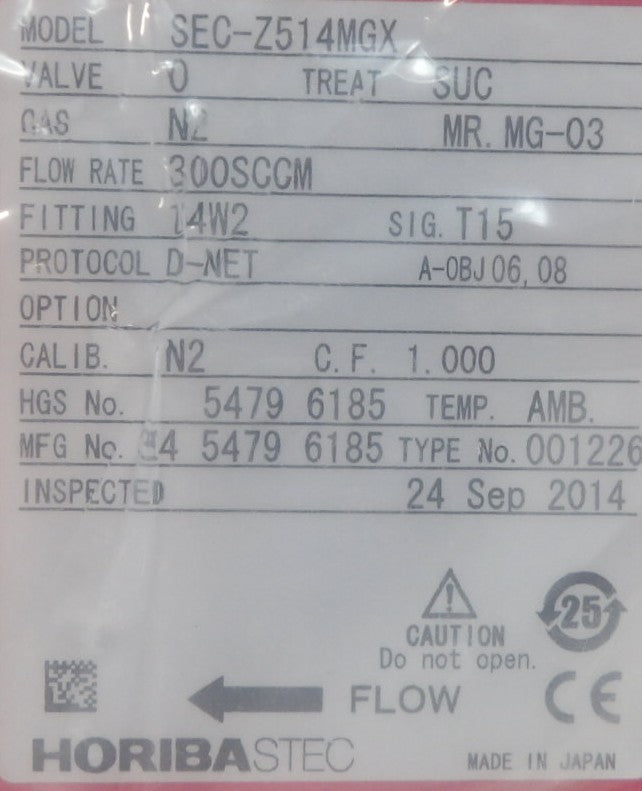 MODEL SEC-Z514MGX
VALVE O TREAT SUC
GAS N2 MR. MG-03
FLOW RATE 300SCCM
FITTING 14W2 SIG. T15
PROTOCOL D-NET A-OBJ 06, 08
OPTION
CALIB. N2 C.F. 1.000
HGS No. 5479 6185 TEMP. AMB.
MFG No. 4 5479 6185 TYPE No. 001226
INSPECTED 24 Sep 2014
25
CAUTION
Do not open.
FLOW CE
HORIBASTEC MADE IN JAPAN